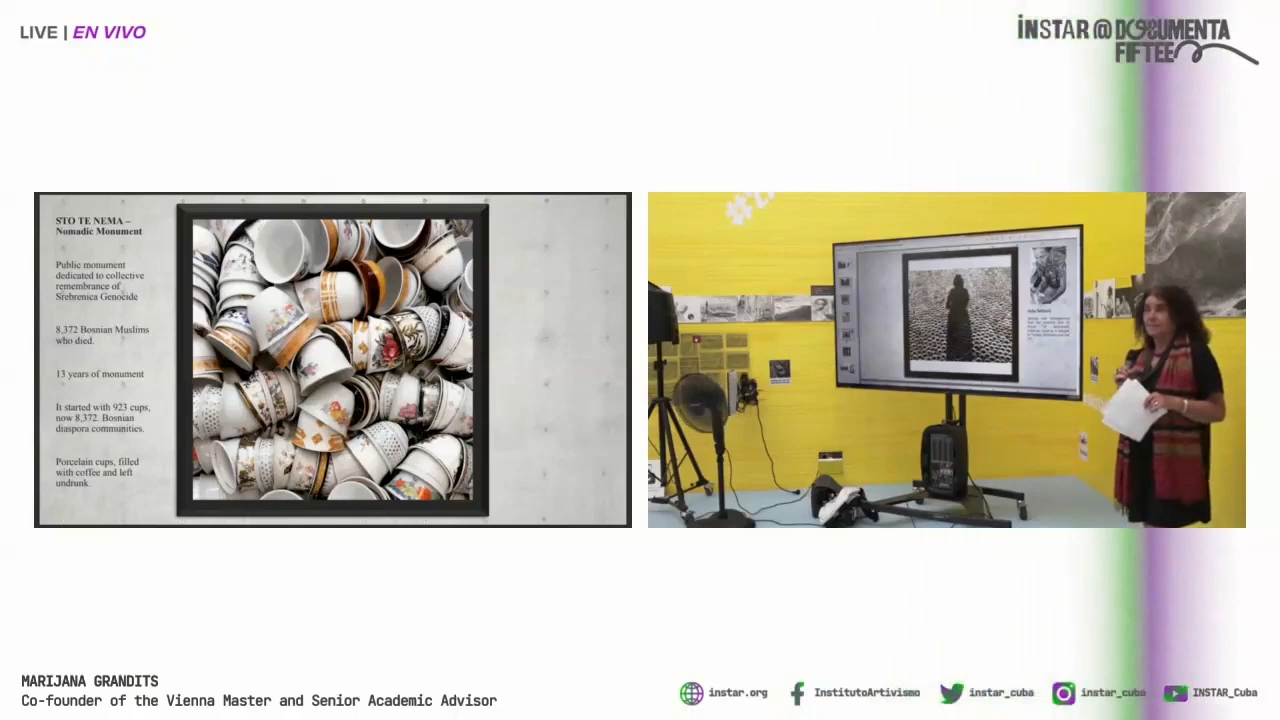 LIVE | EN VIVO
INSTAR @ DOCUMENTA
FIFTEEN
STO TE NEMA –
Nomadic Monument
Public monument
dedicated to collective
remembrance of
Srebrenica Genocide
8,372 Bosnian Muslims
who died.
13 years of monument
It started with 923 cups,
now 8,372. Bosnian
diaspora communities.
Porcelain cups, filled
with coffee and left
undrunk.
MARIJANA GRANDITS
Co-founder of the Vienna Master and Senior Academic Advisor
instar.org
InstitutoArtivismo
instar_cuba
instar_cuba
INSTAR_Cuba